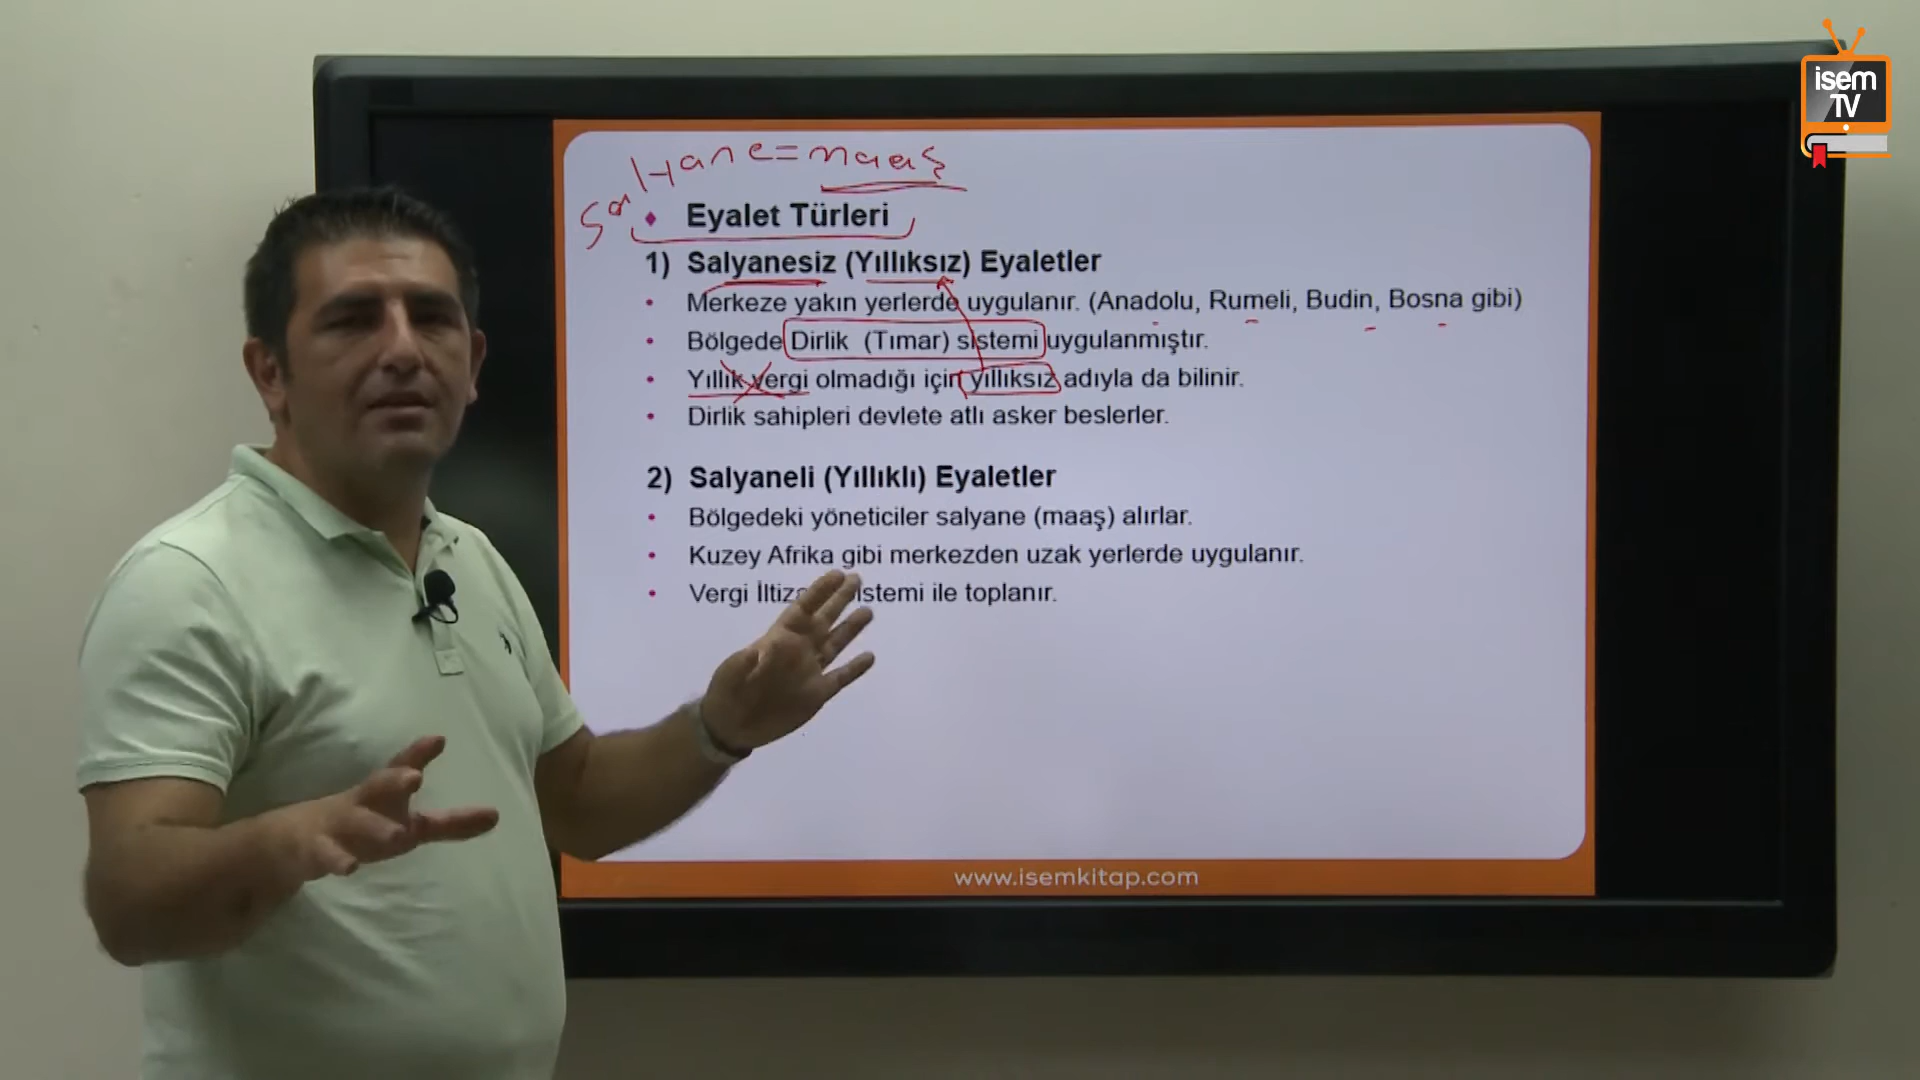 isem
TV
Salyane=maaş
Eyalet Türleri
1) Salyanesiz (Yıllıksız) Eyaletler
• Merkeze yakın yerlerde uygulanır. (Anadolu, Rumeli, Budin, Bosna gibi)
• Bölgede Dirlik (Tımar) sistemi uygulanmıştır.
• Yıllık vergi olmadığı için yıllıksız adıyla da bilinir.
• Dirlik sahipleri devlete atlı asker beslerler.
2) Salyaneli (Yıllıklı) Eyaletler
• Bölgedeki yöneticiler salyane (maaş) alırlar.
• Kuzey Afrika gibi merkezden uzak yerlerde uygulanır.
• Vergi ile toplanır.
www.isemkitap.com